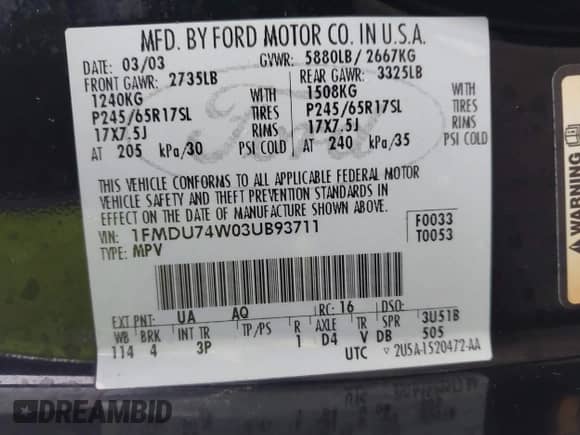 MFD. BY FORD MOTOR CO. IN U.S.A.
DATE: 03/03 GVWR: 5880LB/ 2667KG
FRONT GAWR: 2735LB REAR GAWR: 3325LB
1240KG WITH 1508KG WITH
P245/65R17SL TIRES P245/65R17SL TIRES
17X7.5J RIMS 17X7.5J RIMS
AT 205 kPa/30 PSI COLD AT 240 kPa/35 PSI COLD
Ford
THIS VEHICLE CONFORMS TO ALL APPLICABLE FEDERAL MOTOR
VEHICLE SAFETY AND THEFT PREVENTION STANDARDS IN
EFFECT ON THE DATE OF MANUFACTURE SHOWN ABOVE.
VIN: 1FMDU74W03UB93711 F0033
TYPE: MPV T0053
EXT PNT: UA AQ RC: 16 DSO:
WB BRK INT TR TP/PS R AXLE TR SPR 3U51B
114 4 3P 1 D4 V DB 505
UTC ▽ 2U5A-1520472-AA
WARNING
DREAMBID